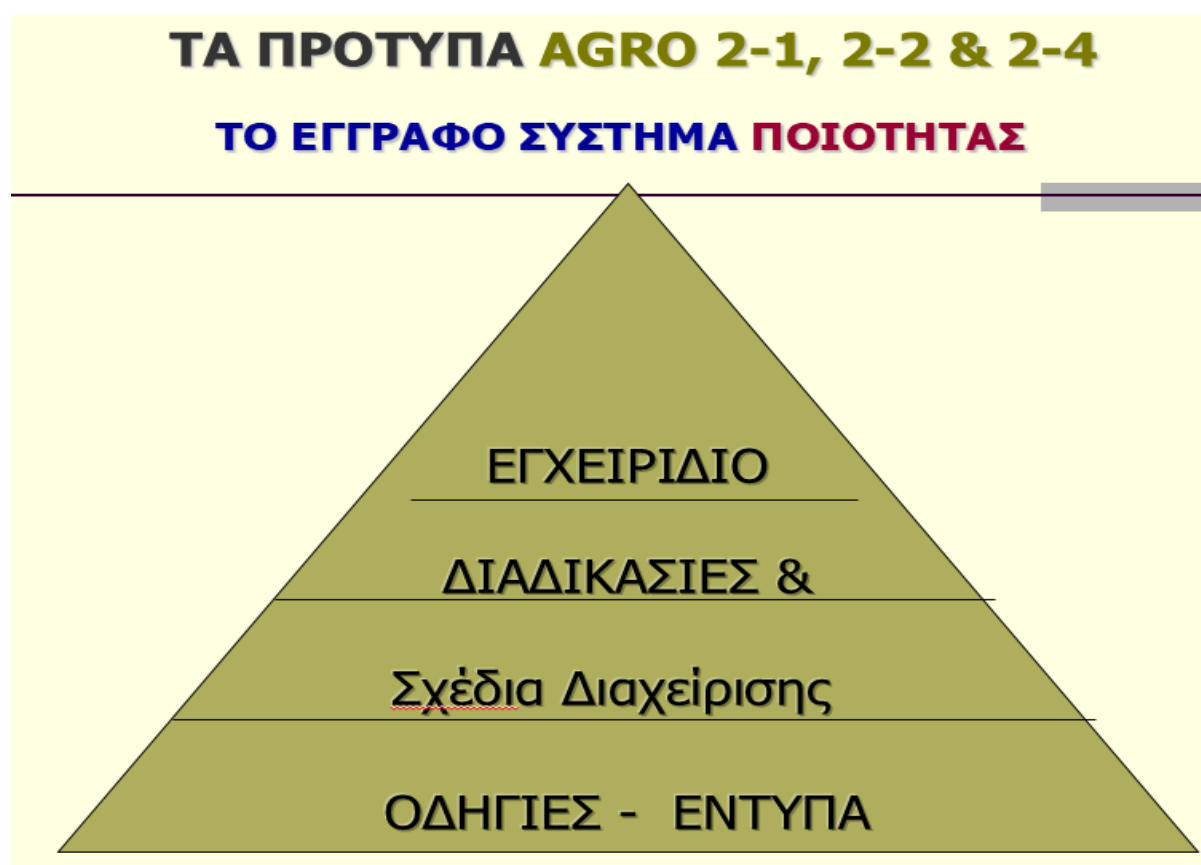 ΤΑ ΠΡΟΤΥΠΑ AGRO 2-1, 2-2 & 2-4
ΤΟ ΕΓΓΡΑΦΟ ΣΥΣΤΗΜΑ ΠΟΙΟΤΗΤΑΣ
ΕΓΧΕΙΡΙΔΙΟ
ΔΙΑΔΙΚΑΣΙΕΣ &
Σχέδια Διαχείρισης
ΟΔΗΓΙΕΣ - ΕΝΤΥΠΑ